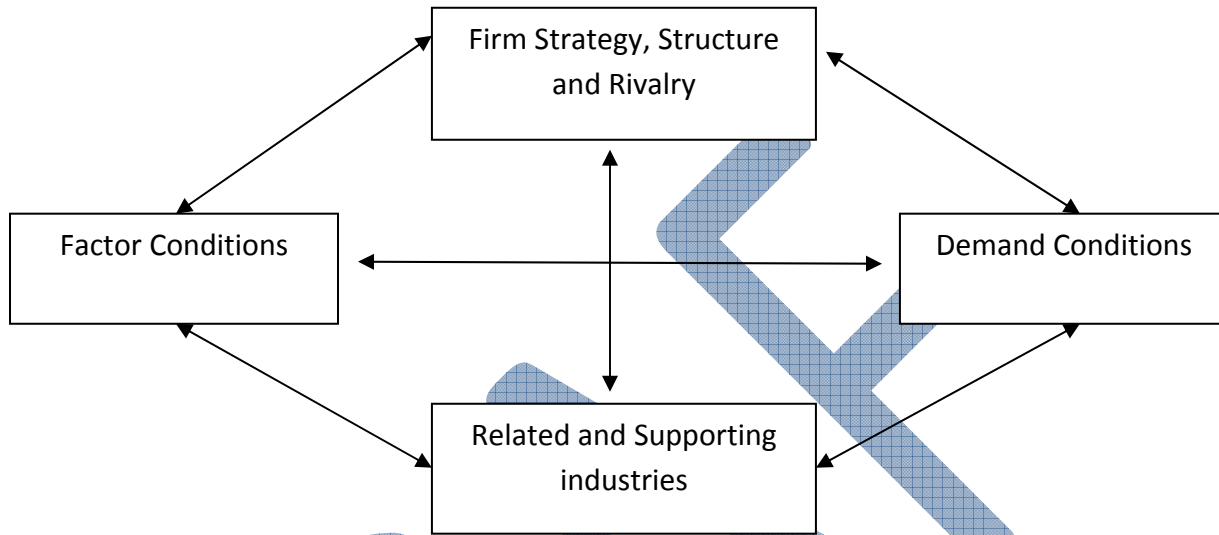 Firm Strategy, Structure
and Rivalry
Factor Conditions
Demand Conditions
Related and Supporting
industries